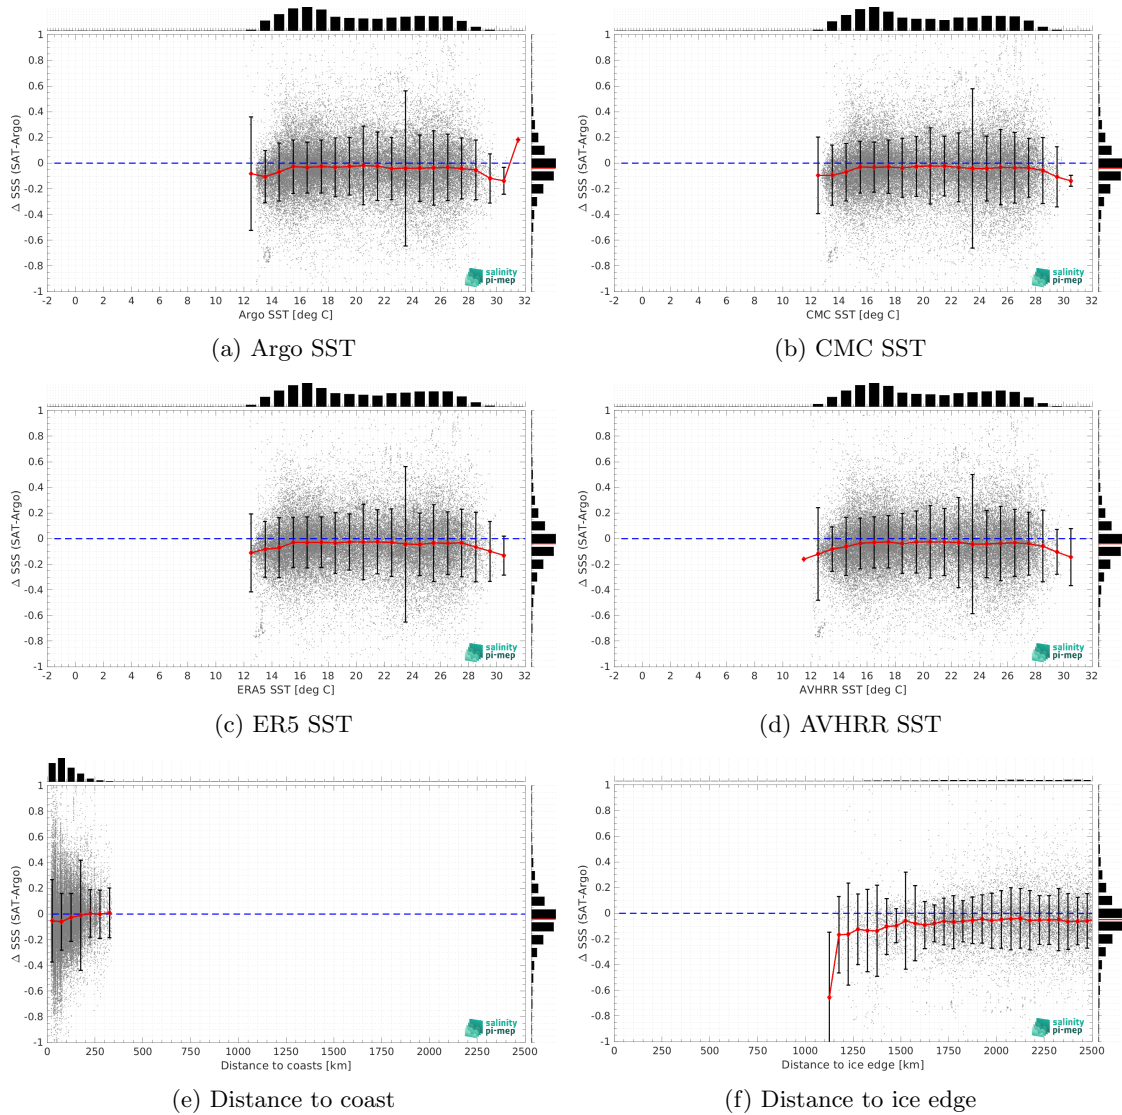 1
0.8
0.6
0.4
0.2
0
-0.2
-0.4
-0.6
-0.8
-1
Δ SSS (SAT-Argo)
-2 0 2 4 6 8 10 12 14 16 18 20 22 24 26 28 30 32
Argo SST [deg C]
salinity
pi-mep
(a) Argo SST
1
0.8
0.6
0.4
0.2
0
-0.2
-0.4
-0.6
-0.8
-1
Δ SSS (SAT-Argo)
-2 0 2 4 6 8 10 12 14 16 18 20 22 24 26 28 30 32
CMC SST [deg C]
salinity
pi-mep
(b) CMC SST
1
0.8
0.6
0.4
0.2
0
-0.2
-0.4
-0.6
-0.8
-1
Δ SSS (SAT-Argo)
-2 0 2 4 6 8 10 12 14 16 18 20 22 24 26 28 30 32
ERA5 SST [deg C]
salinity
pi-mep
(c) ER5 SST
1
0.8
0.6
0.4
0.2
0
-0.2
-0.4
-0.6
-0.8
-1
Δ SSS (SAT-Argo)
-2 0 2 4 6 8 10 12 14 16 18 20 22 24 26 28 30 32
AVHRR SST [deg C]
salinity
pi-mep
(d) AVHRR SST
1
0.8
0.6
0.4
0.2
0
-0.2
-0.4
-0.6
-0.8
-1
Δ SSS (SAT-Argo)
0 250 500 750 1000 1250 1500 1750 2000 2250 2500
Distance to coasts [km]
salinity
pi-mep
(e) Distance to coast
1
0.8
0.6
0.4
0.2
0
-0.2
-0.4
-0.6
-0.8
-1
Δ SSS (SAT-Argo)
0 250 500 750 1000 1250 1500 1750 2000 2250 2500
Distance to ice edge [km]
salinity
pi-mep
(f) Distance to ice edge